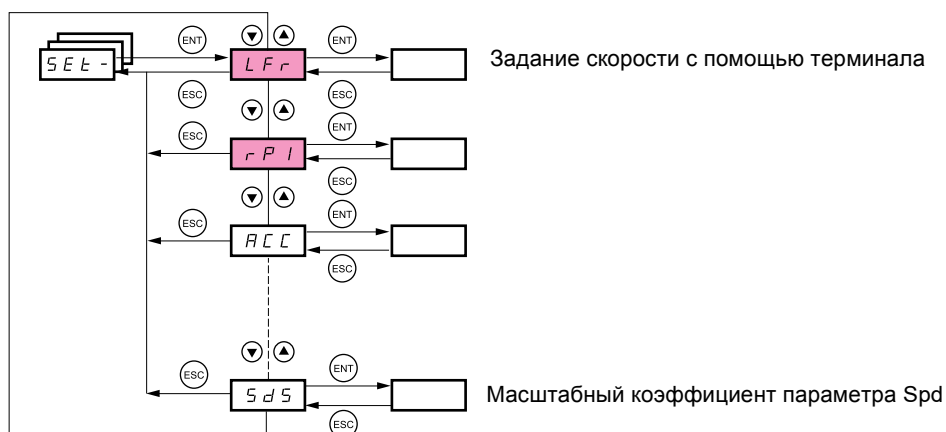 ENT
ENT
SEt-
LFr
Задание скорости с помощью терминала
ESC
ESC
ESC
ENT
rPI
ESC
ESC
ENT
ACC
ESC
ESC
ENT
SdS
Масштабный коэффициент параметра Spd
ESC